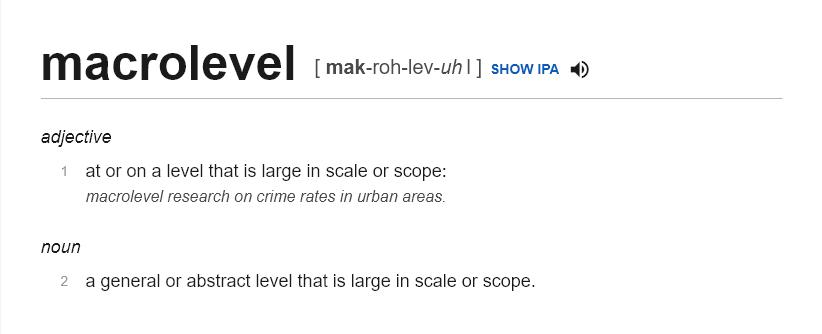 macrolevel [ mak-roh-lev-uhl ] SHOW IPA
adjective
1 at or on a level that is large in scale or scope:
macrolevel research on crime rates in urban areas.
noun
2 a general or abstract level that is large in scale or scope.